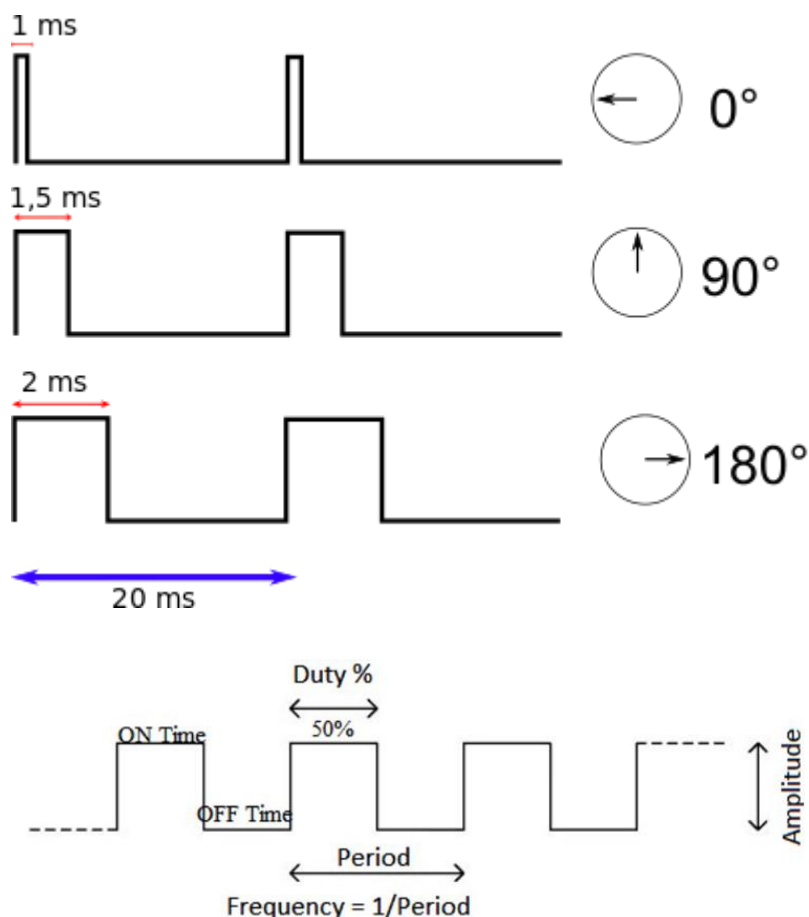 1 ms
0°
1,5 ms
90°
2 ms
180°
20 ms
Duty %
ON Time
50%
OFF Time
Amplitude
Period
Frequency = 1/Period